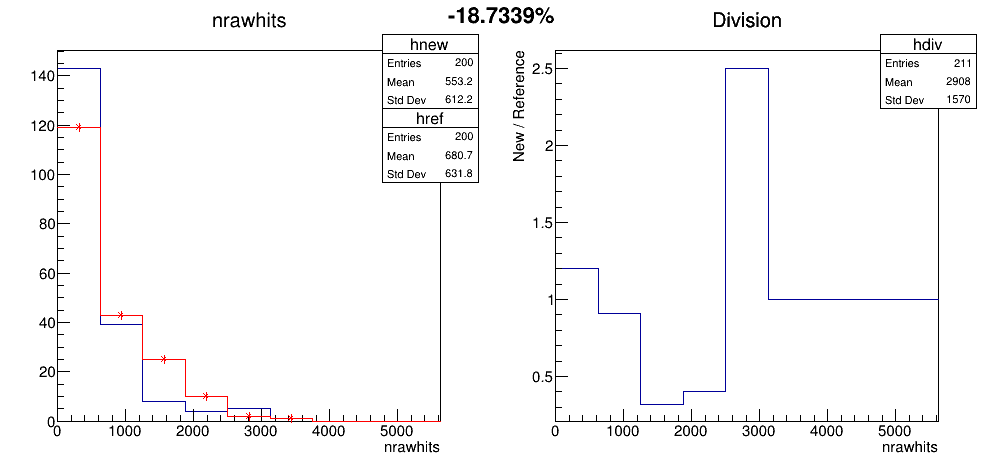 -18.7339%
nrawhits
hnew
Entries 200
Mean 553.2
Std Dev 612.2
href
Entries 200
Mean 680.7
Std Dev 631.8
140
120
100
80
60
40
20
0
0 1000 2000 3000 4000 5000
nrawhits
Division
hdiv
Entries 211
Mean 2908
Std Dev 1570
New / Reference
2.5
2
1.5
1
0.5
0 1000 2000 3000 4000 5000
nrawhits